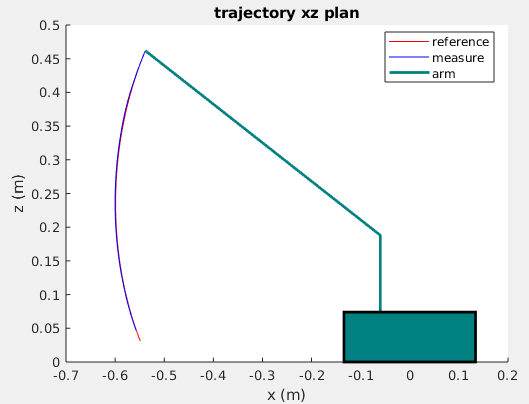 trajectory xz plan
reference
measure
arm
z (m)
0.5
0.45
0.4
0.35
0.3
0.25
0.2
0.15
0.1
0.05
0
-0.7 -0.6 -0.5 -0.4 -0.3 -0.2 -0.1 0 0.1 0.2
x (m)